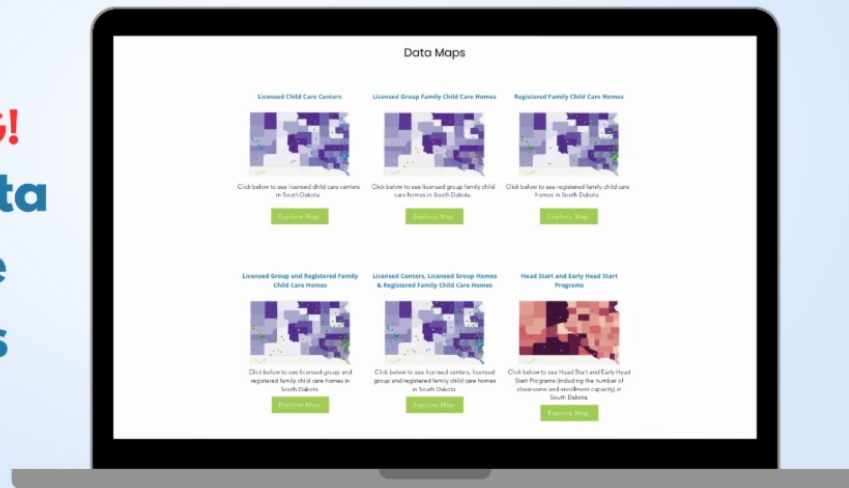 G!
ta
e
s
Data Maps
Licensed Child Care Centers
Licensed Group Family Child Care Homes
Registered Family Child Care Homes
Click below to see licensed child care centers
in South Dakota.
Click below to see licensed group family child
care homes in South Dakota.
Click below to see registered family child care
homes in South Dakota.
Explore Map
Explore Map
Explore Map
Licensed Group and Registered Family
Child Care Homes
Licensed Centers, Licensed Group Homes
& Registered Family Child Care Homes
Head Start and Early Head Start
Programs
Click below to see licensed group and
registered family child care homes in
South Dakota.
Click below to see licensed centers, licensed
group and registered family child care homes
in South Dakota.
Click below to see Head Start and Early Head
Start Programs (including the number of
classrooms and enrollment capacity) in
South Dakota.
Explore Map
Explore Map
Explore Map